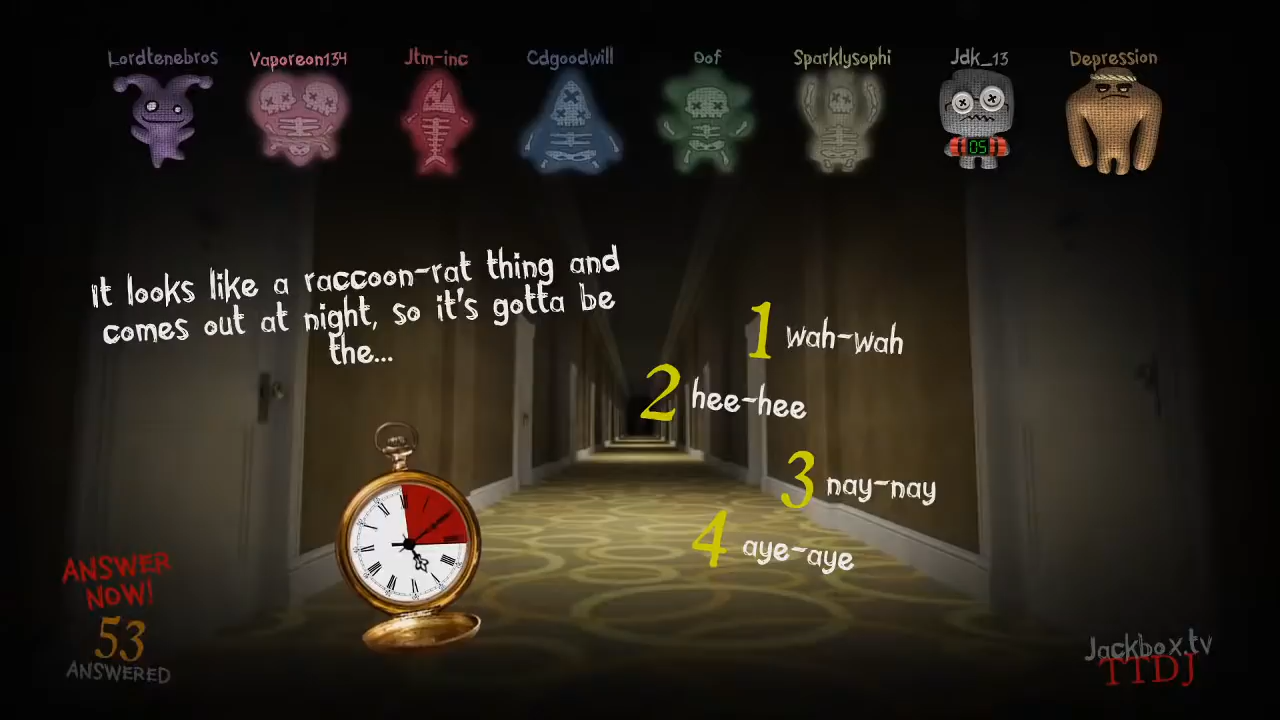 Lordtenebros Vaporeon134 Jtm-inc Cdgoodwill Oof Sparklysophi Jdk_13 Depression
05
It looks like a raccoon-rat thing and
comes out at night, so it's gotta be
the...
1 wah-wah
2 hee-hee
3 nay-nay
4 aye-aye
ANSWER
NOW!
53
ANSWERED
Jackbox.tv
TTDJ